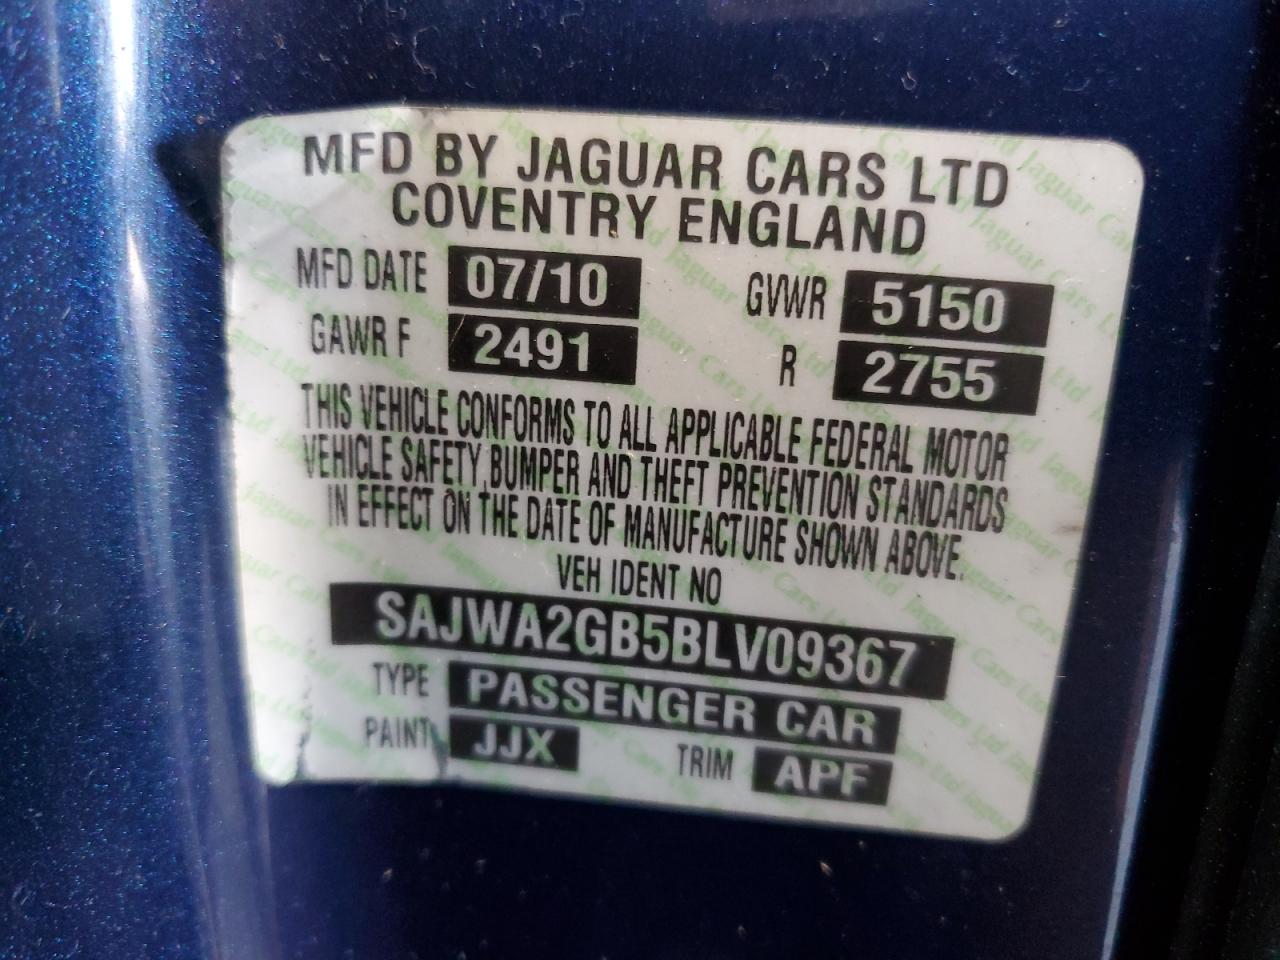 MFD BY JAGUAR CARS LTD
COVENTRY ENGLAND
MFD DATE 07/10 GVWR 5150
GAWR F 2491 R 2755
THIS VEHICLE CONFORMS TO ALL APPLICABLE FEDERAL MOTOR
VEHICLE SAFETY, BUMPER AND THEFT PREVENTION STANDARDS
IN EFFECT ON THE DATE OF MANUFACTURE SHOWN ABOVE.
VEH IDENT NO
SAJWA2GB5BLV09367
TYPE PASSENGER CAR
PAINT JJX TRIM APF